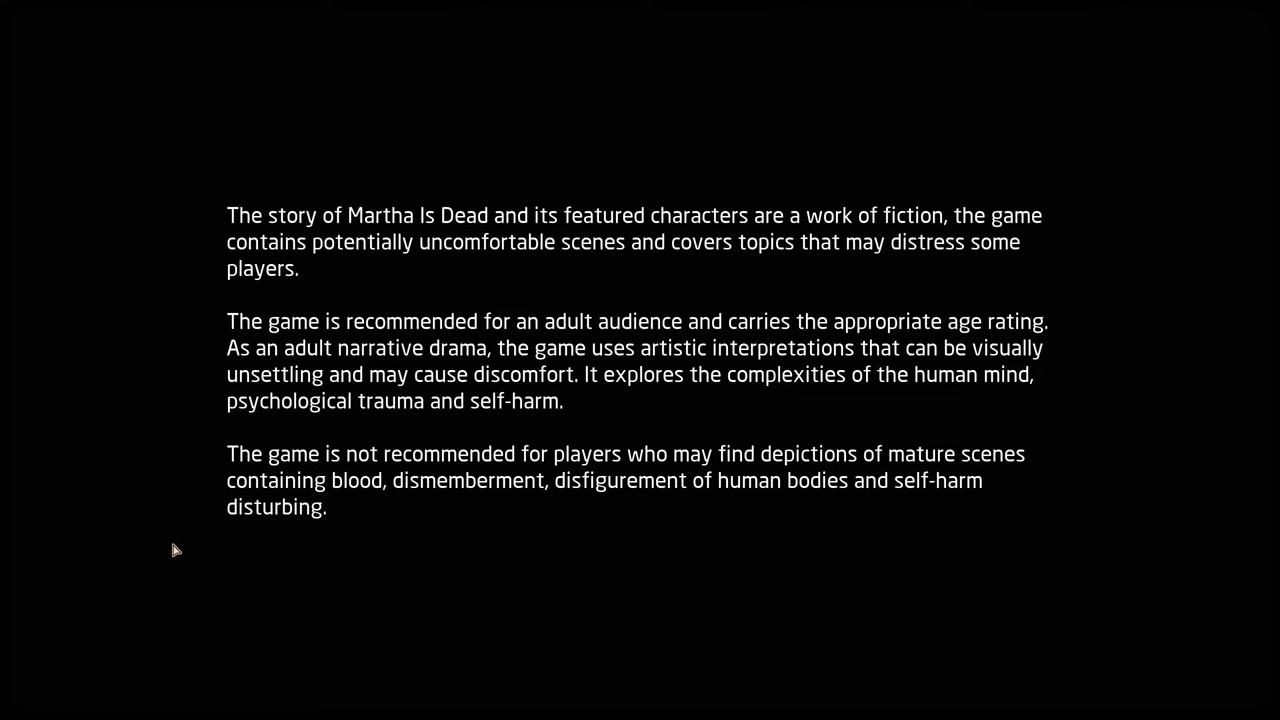 The story of Martha Is Dead and its featured characters are a work of fiction, the game
contains potentially uncomfortable scenes and covers topics that may distress some
players.
The game is recommended for an adult audience and carries the appropriate age rating.
As an adult narrative drama, the game uses artistic interpretations that can be visually
unsettling and may cause discomfort. It explores the complexities of the human mind,
psychological trauma and self-harm.
The game is not recommended for players who may find depictions of mature scenes
containing blood, dismemberment, disfigurement of human bodies and self-harm
disturbing.